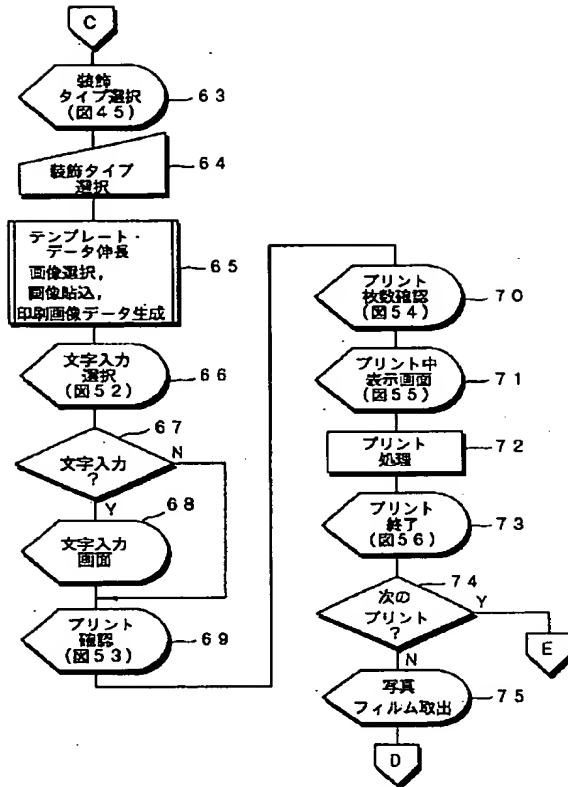 C
装飾
タイプ選択
(図45)
63
装飾タイプ
選択
64
テンプレート・
データ伸長
画像選択,
画像貼込,
印刷画像データ生成
65
文字入力
選択
(図52)
66
文字入力
?
67
N
Y
文字入力
画面
68
プリント
確認
(図53)
69
プリント
枚数確認
(図54)
70
プリント中
表示画面
(図55)
71
プリント
処理
72
プリント
終了
(図56)
73
次の
プリント
?
74
Y
E
N
写真
フィルム取出
75
D